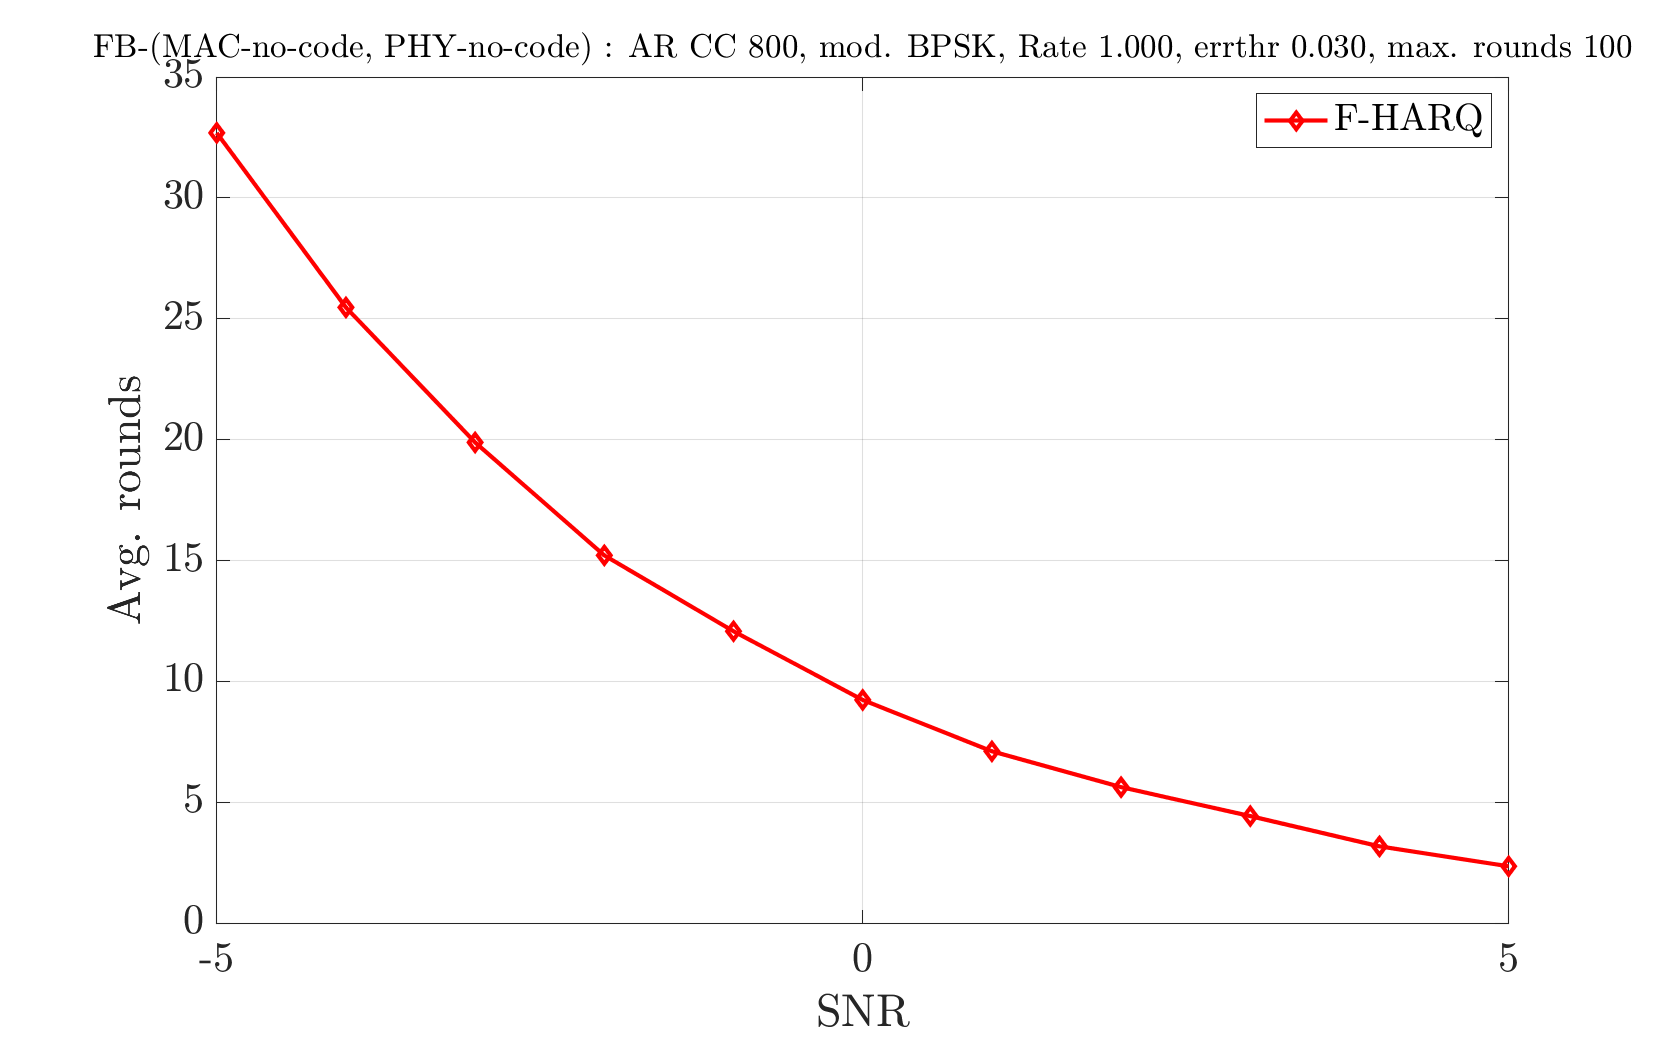 FB-(MAC-no-code, PHY-no-code) : AR CC 800, mod. BPSK, Rate 1.000, errthr 0.030, max. rounds 100
F-HARQ
35
30
25
20
15
10
5
0
Avg. rounds
-5 0 5
SNR